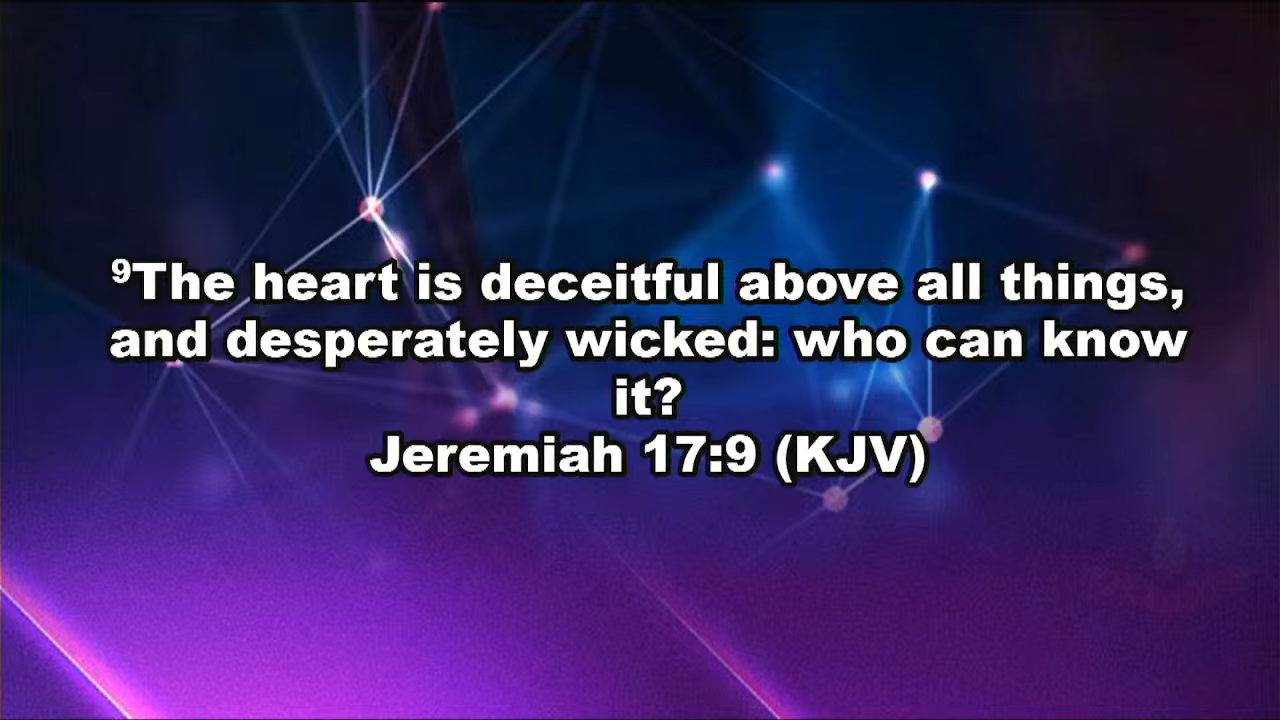 ⁹The heart is deceitful above all things,
and desperately wicked: who can know
it?
Jeremiah 17:9 (KJV)